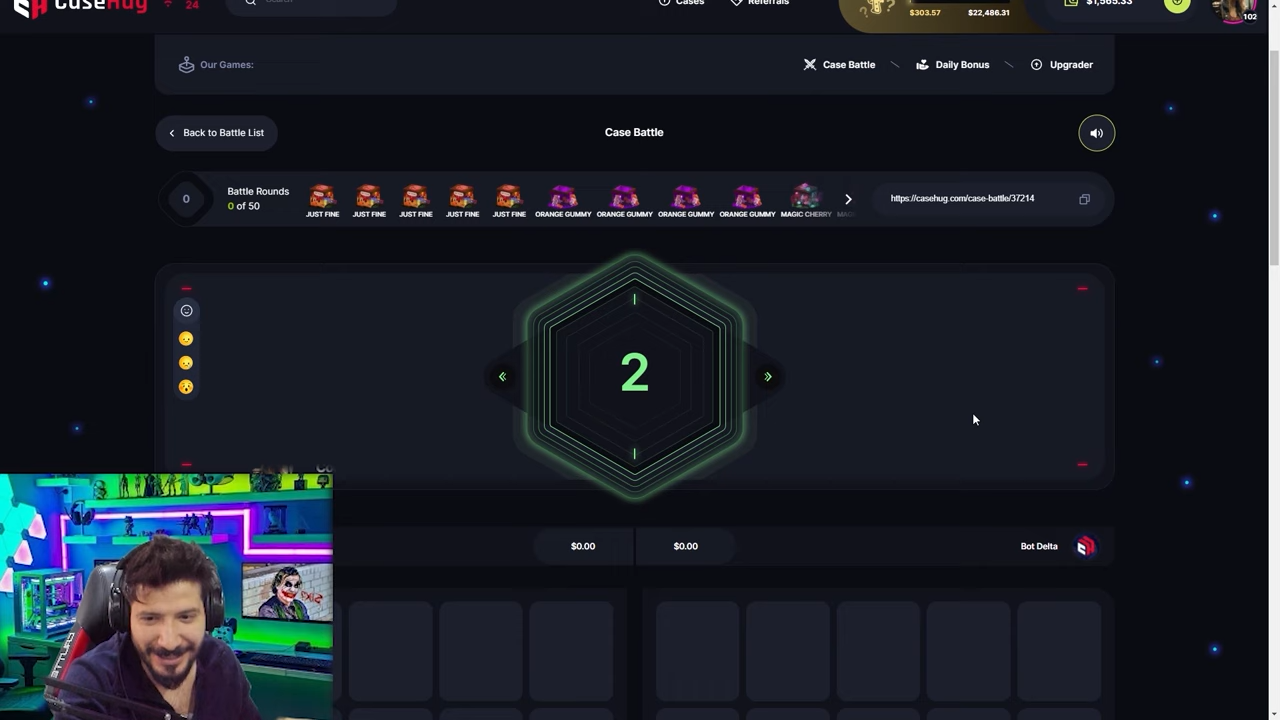 CaseHug
24
Cases
Referrals
$303.57
$22,486.31
$1,565.33
102
Our Games:
Case Battle
Daily Bonus
Upgrader
Back to Battle List
Case Battle
0
Battle Rounds
0 of 50
JUST FINE
JUST FINE
JUST FINE
JUST FINE
JUST FINE
ORANGE GUMMY
ORANGE GUMMY
ORANGE GUMMY
ORANGE GUMMY
MAGIC CHERRY
https://casehug.com/case-battle/37214
2
$0.00
$0.00
Bot Delta